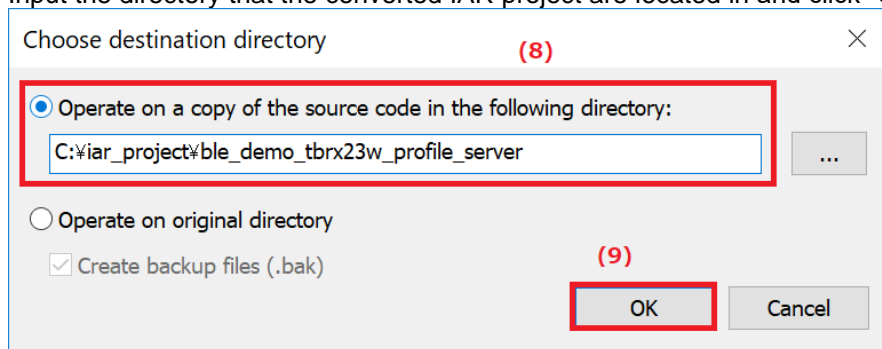 Input the directory that the converted IAR project are located in and click
Choose destination directory
(8)
Operate on a copy of the source code in the following directory:
C:¥iar_project¥ble_demo_tbrx23w_profile_server
...
Operate on original directory
Create backup files (.bak)
(9)
OK Cancel